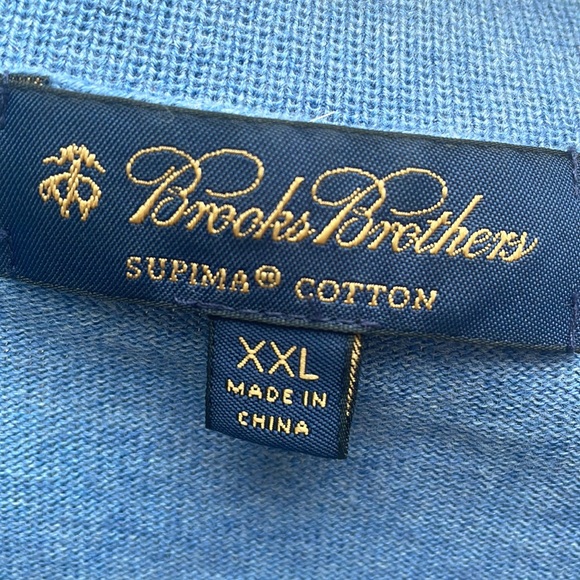 Brooks Brothers
SUPIMA® COTTON
XXL
MADE IN
CHINA